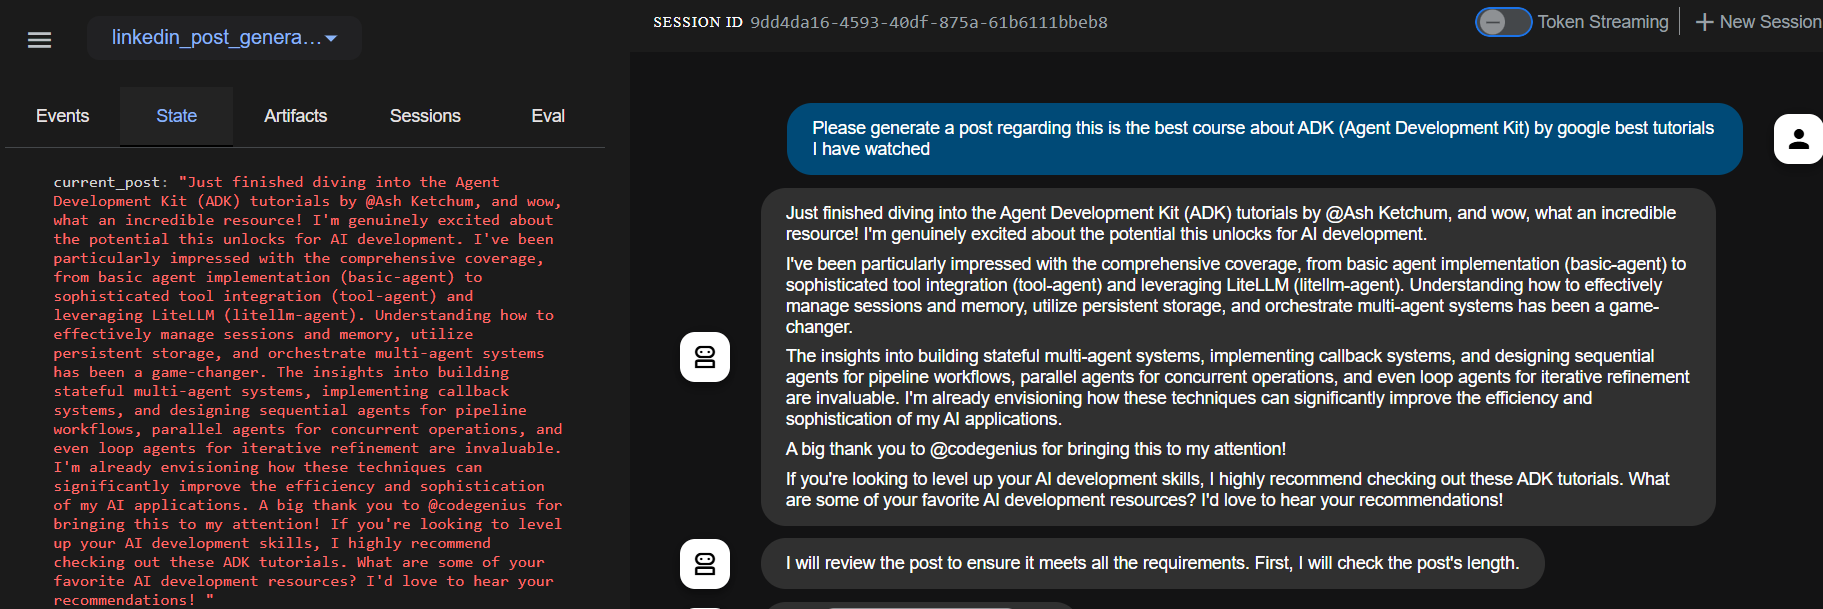 linkedin_post_genera...
SESSION ID 9dd4da16-4593-40df-875a-61b6111bbeb8
Token Streaming
New Session
Events
State
Artifacts
Sessions
Eval
current_post: "Just finished diving into the Agent
Development Kit (ADK) tutorials by @Ash Ketchum, and wow,
what an incredible resource! I'm genuinely excited about
the potential this unlocks for AI development. I've been
particularly impressed with the comprehensive coverage,
from basic agent implementation (basic-agent) to
sophisticated tool integration (tool-agent) and
leveraging LiteLLM (litellm-agent). Understanding how to
effectively manage sessions and memory, utilize
persistent storage, and orchestrate multi-agent systems
has been a game-changer. The insights into building
stateful multi-agent systems, implementing callback
systems, and designing sequential agents for pipeline
workflows, parallel agents for concurrent operations, and
even loop agents for iterative refinement are invaluable.
I'm already envisioning how these techniques can
significantly improve the efficiency and sophistication
of my AI applications. A big thank you to @codegenius for
bringing this to my attention! If you're looking to level
up your AI development skills, I highly recommend
checking out these ADK tutorials. What are some of your
favorite AI development resources? I'd love to hear your
recommendations! "
Please generate a post regarding this is the best course about ADK (Agent Development Kit) by google best tutorials
I have watched
Just finished diving into the Agent Development Kit (ADK) tutorials by @Ash Ketchum, and wow, what an incredible
resource! I'm genuinely excited about the potential this unlocks for AI development.
I've been particularly impressed with the comprehensive coverage, from basic agent implementation (basic-agent) to
sophisticated tool integration (tool-agent) and leveraging LiteLLM (litellm-agent). Understanding how to effectively
manage sessions and memory, utilize persistent storage, and orchestrate multi-agent systems has been a game-
changer.
The insights into building stateful multi-agent systems, implementing callback systems, and designing sequential
agents for pipeline workflows, parallel agents for concurrent operations, and even loop agents for iterative refinement
are invaluable. I'm already envisioning how these techniques can significantly improve the efficiency and
sophistication of my AI applications.
A big thank you to @codegenius for bringing this to my attention!
If you're looking to level up your AI development skills, I highly recommend checking out these ADK tutorials. What
are some of your favorite AI development resources? I'd love to hear your recommendations!
I will review the post to ensure it meets all the requirements. First, I will check the post's length.